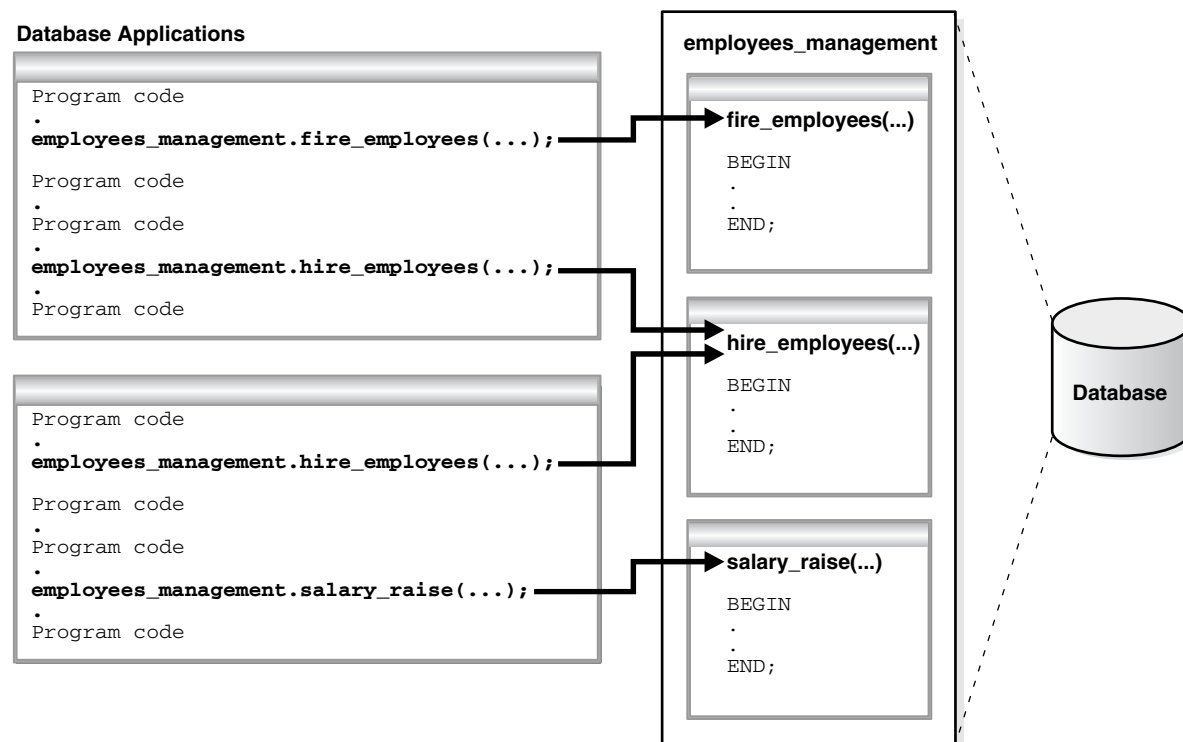 Database Applications
Program code
.
employees_management.fire_employees(...);
Program code
.
Program code
.
employees_management.hire_employees(...);
.
Program code
Program code
.
employees_management.hire_employees(...);
Program code
.
Program code
.
employees_management.salary_raise(...);
.
Program code
employees_management
fire_employees(...)
BEGIN
.
.
END;
hire_employees(...)
BEGIN
.
.
END;
salary_raise(...)
BEGIN
.
.
END;
Database